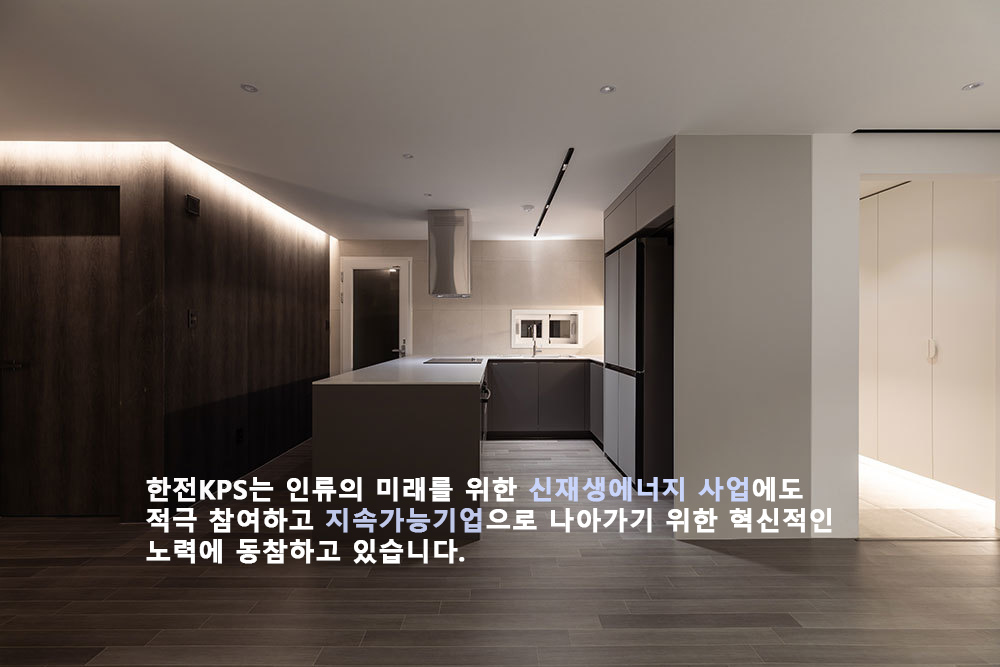 한전KPS는 인류의 미래를 위한 신재생에너지 사업에도
적극 참여하고 지속가능기업으로 나아가기 위한 혁신적인
노력에 동참하고 있습니다.